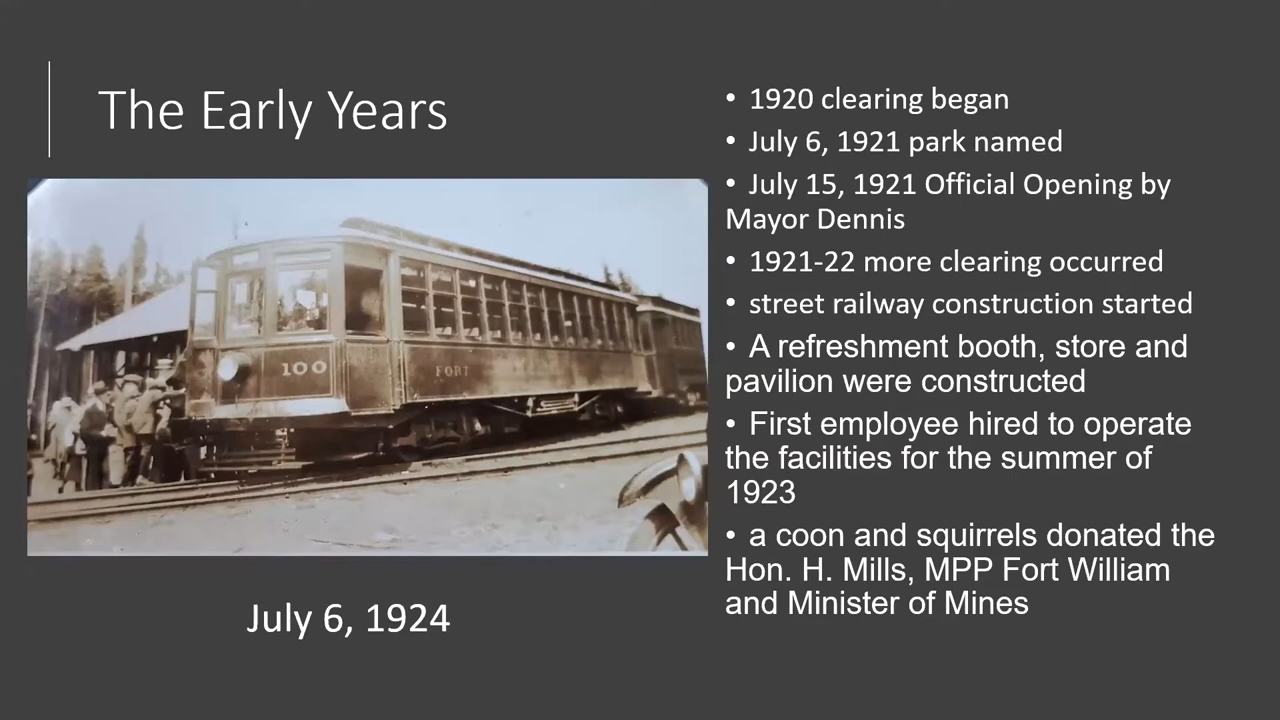 The Early Years
100
FORT
July 6, 1924
• 1920 clearing began
• July 6, 1921 park named
• July 15, 1921 Official Opening by
Mayor Dennis
• 1921-22 more clearing occurred
• street railway construction started
• A refreshment booth, store and
pavilion were constructed
• First employee hired to operate
the facilities for the summer of
1923
• a coon and squirrels donated the
Hon. H. Mills, MPP Fort William
and Minister of Mines